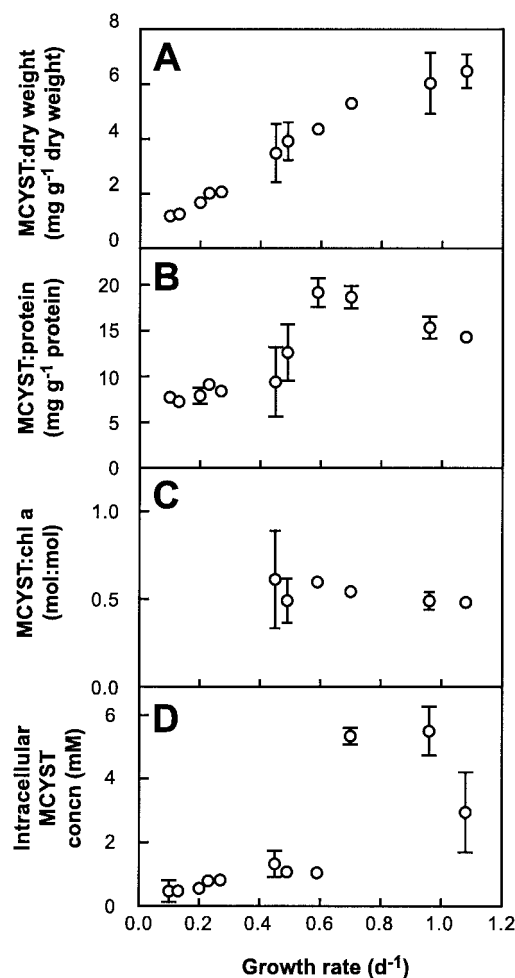 A
MCYST:dry weight
(mg g⁻¹ dry weight)
8
6
4
2
0
B
MCYST:protein
(mg g⁻¹ protein)
20
15
10
5
0
C
MCYST:chl a
(mol:mol)
1.0
0.5
0.0
D
Intracellular
MCYST
concn (mM)
6
4
2
0
0.0 0.2 0.4 0.6 0.8 1.0 1.2
Growth rate (d⁻¹)